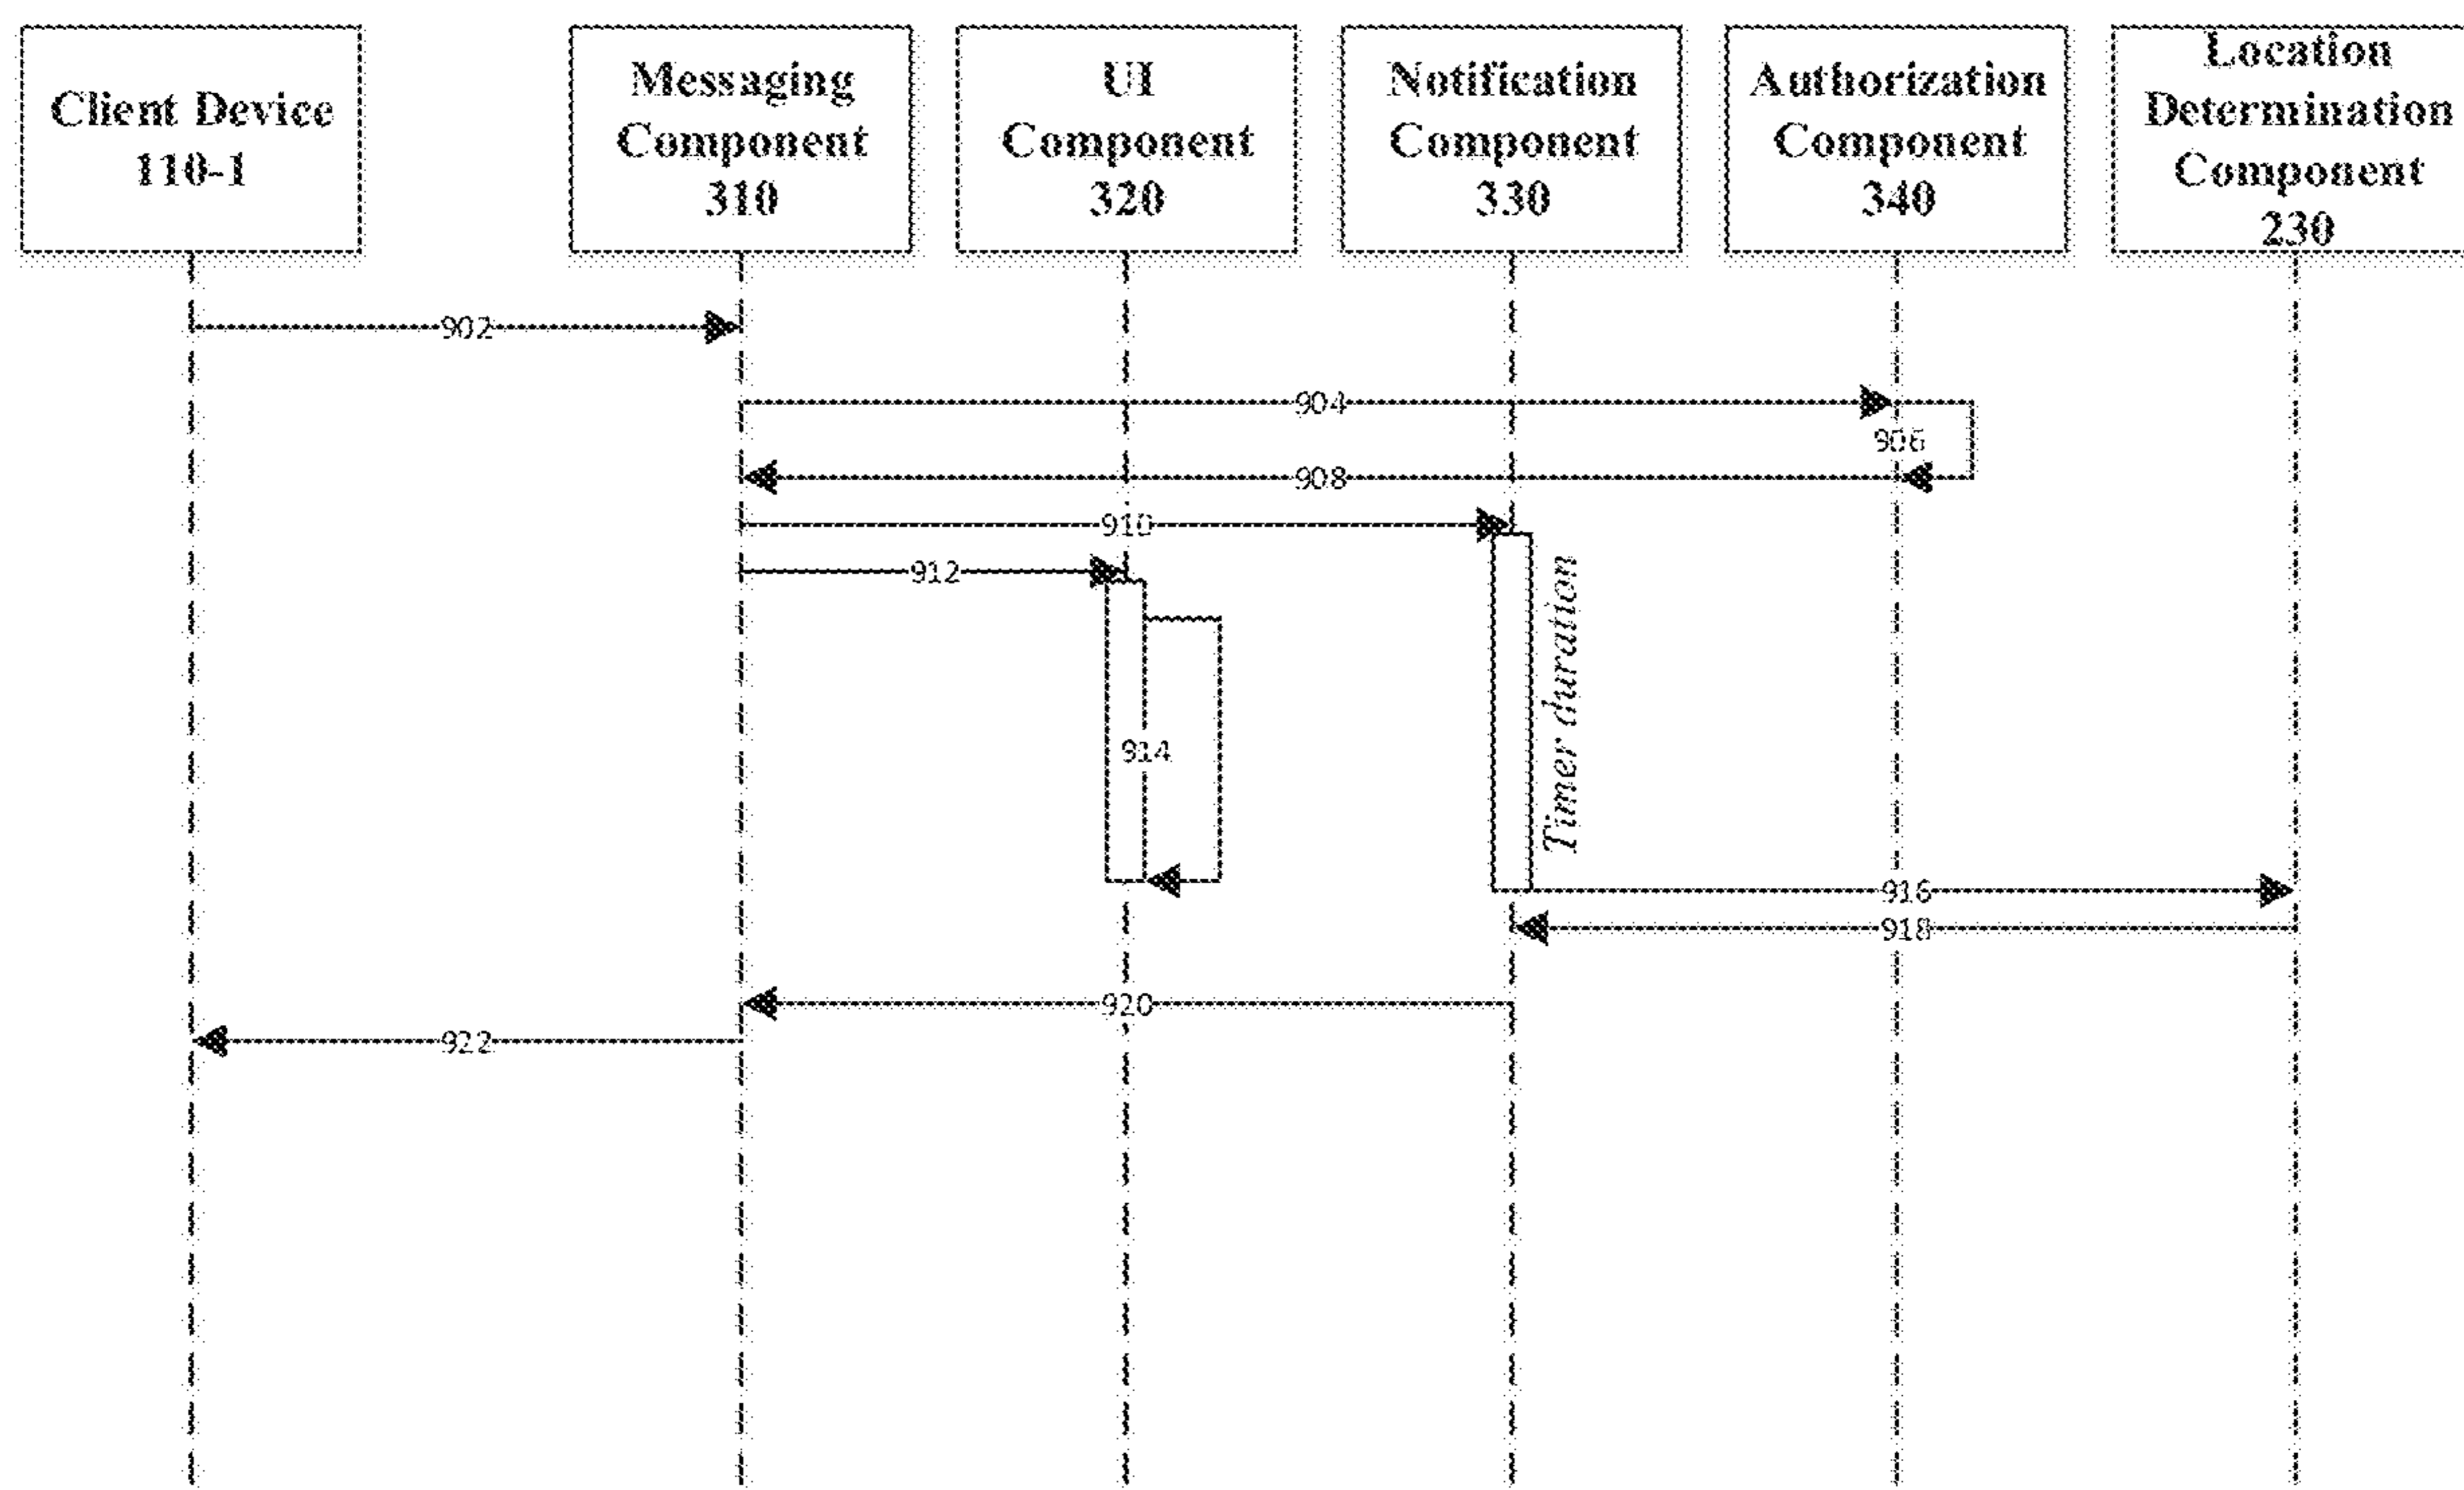 Client Device
110-1
Messaging
Component
310
UI
Component
320
Notification
Component
330
Authorization
Component
340
Location
Determination
Component
230
902
904
906
908
910
912
Timer duration
914
916
918
920
922